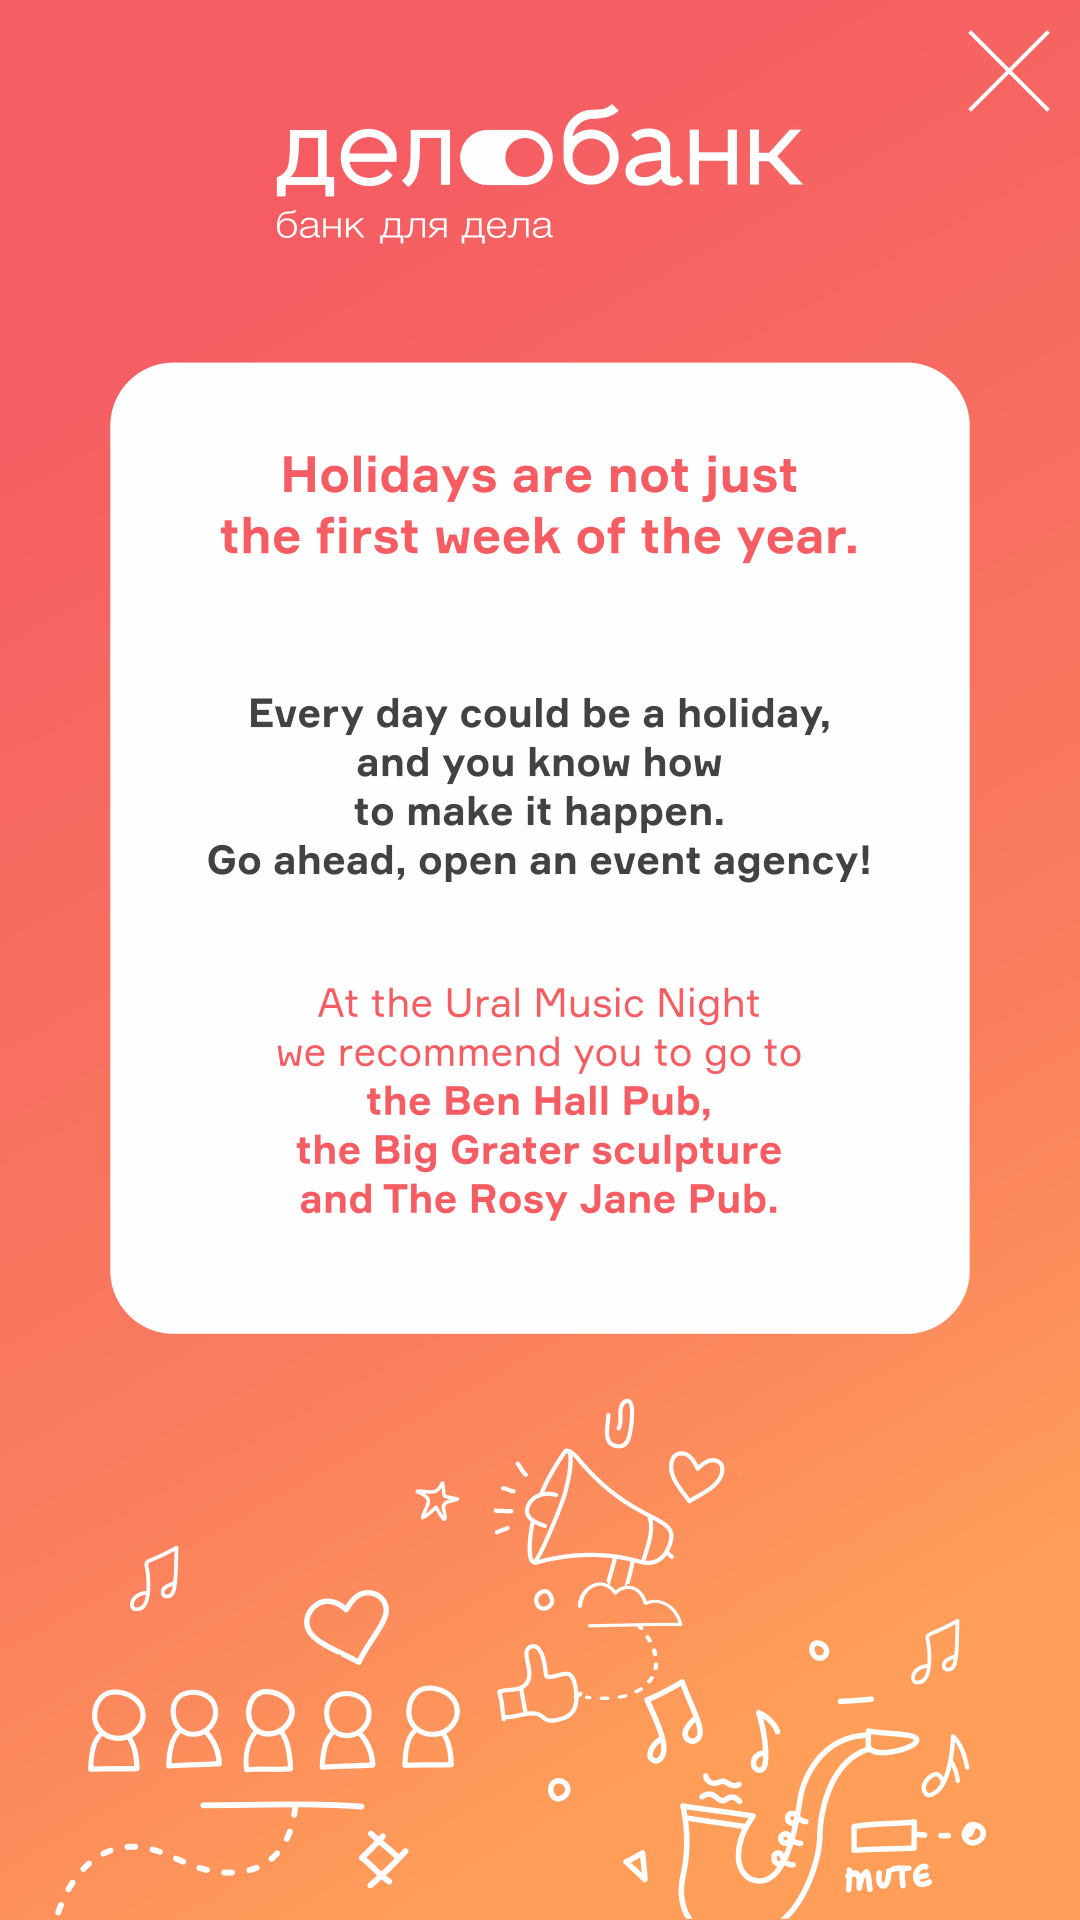 делобанк
банк для дела
Holidays are not just
the first week of the year.
Every day could be a holiday,
and you know how
to make it happen.
Go ahead, open an event agency!
At the Ural Music Night
we recommend you to go to
the Ben Hall Pub,
the Big Grater sculpture
and The Rosy Jane Pub.
MUTE